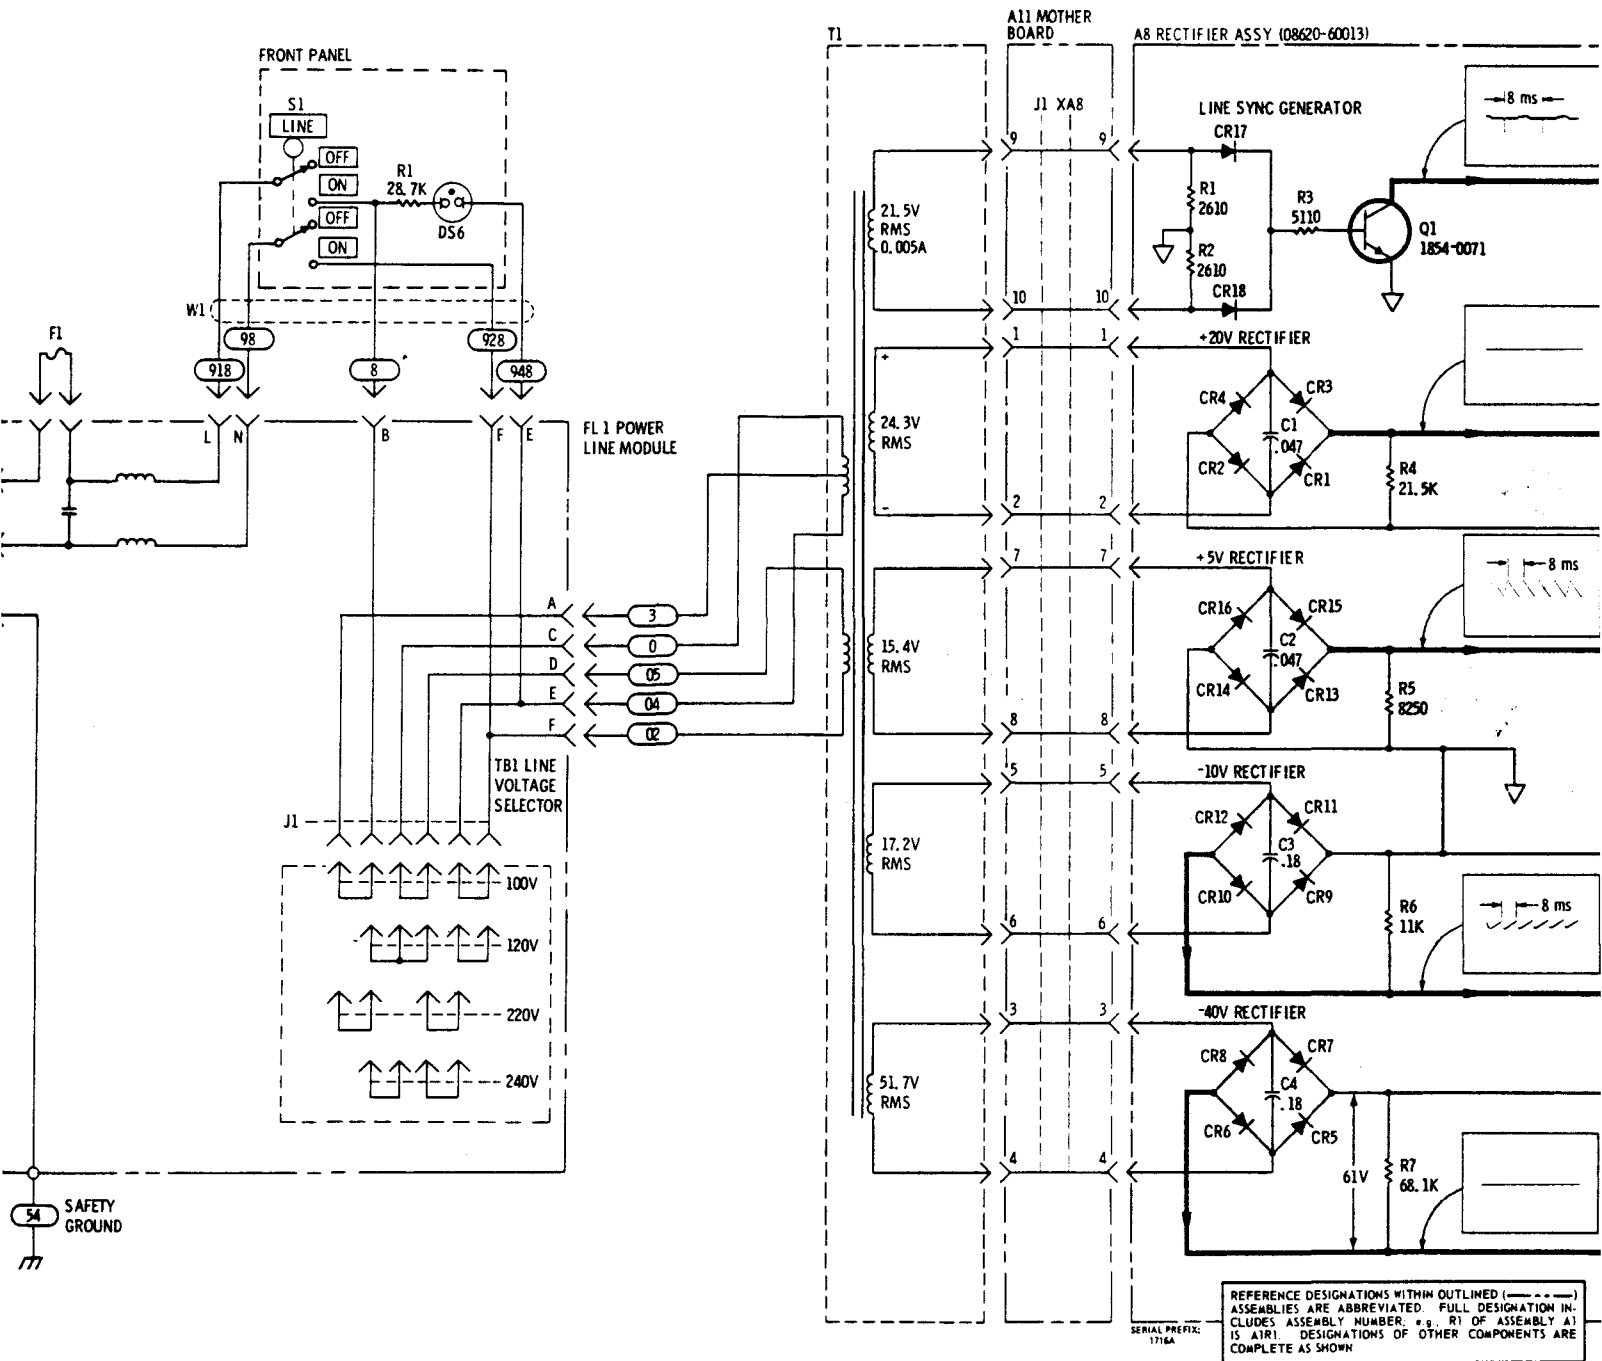 FRONT PANEL
S1
LINE
OFF
ON
OFF
ON
R1
28.7K
DS6
W1
F1
98
918
8
928
948
L
N
B
F
E
FL1 POWER
LINE MODULE
A
C
D
E
F
3
0
05
04
02
TB1 LINE
VOLTAGE
SELECTOR
J1
100V
120V
220V
240V
54
SAFETY
GROUND
T1
21.5V
RMS
0.005A
24.3V
RMS
+
-
15.4V
RMS
17.2V
RMS
51.7V
RMS
A11 MOTHER
BOARD
J1 XA8
9
9
10
10
1
1
2
2
7
7
8
8
5
5
6
6
3
3
4
4
A8 RECTIFIER ASSY (08620-60013)
LINE SYNC GENERATOR
CR17
R1
2610
R2
2610
CR18
R3
5110
Q1
1854-0071
8 ms
+20V RECTIFIER
CR4
CR3
C1
.047
CR2
CR1
R4
21.5K
+5V RECTIFIER
CR16
CR15
C2
.047
CR14
CR13
R5
8250
8 ms
-10V RECTIFIER
CR12
CR11
C3
.18
CR10
CR9
R6
11K
8 ms
-40V RECTIFIER
CR8
CR7
C4
.18
CR6
CR5
61V
R7
68.1K
SERIAL PREFIX:
1716A
REFERENCE DESIGNATIONS WITHIN OUTLINED (— - - —)
ASSEMBLIES ARE ABBREVIATED. FULL DESIGNATION IN-
CLUDES ASSEMBLY NUMBER; e.g., R1 OF ASSEMBLY A1
IS A1R1. DESIGNATIONS OF OTHER COMPONENTS ARE
COMPLETE AS SHOWN